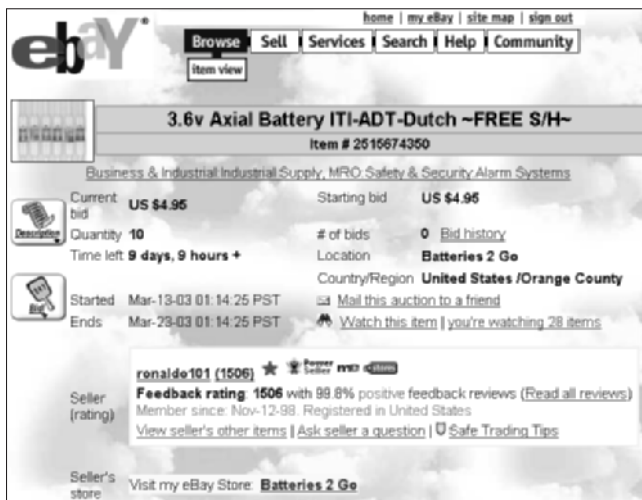 home | my eBay | site map | sign out
ebaY®
Browse Sell Services Search Help Community
item view
3.6v Axial Battery ITI-ADT-Dutch ~FREE S/H~
Item # 2515674350
Business & Industrial:Industrial Supply, MRO:Safety & Security:Alarm Systems
Current bid US $4.95 Starting bid US $4.95
Description
Quantity 10 # of bids 0 Bid history
Time left 9 days, 9 hours + Location Batteries 2 Go
Country/Region United States /Orange County
Bid
Started Mar-13-03 01:14:25 PST Mail this auction to a friend
Ends Mar-23-03 01:14:25 PST Watch this item | you're watching 28 items
ronaldo101 (1506) Power Seller me stores
Seller (rating)
Feedback rating: 1506 with 99.8% positive feedback reviews (Read all reviews)
Member since: Nov-12-98. Registered in United States
View seller's other items | Ask seller a question | Safe Trading Tips
Seller's store Visit my eBay Store: Batteries 2 Go